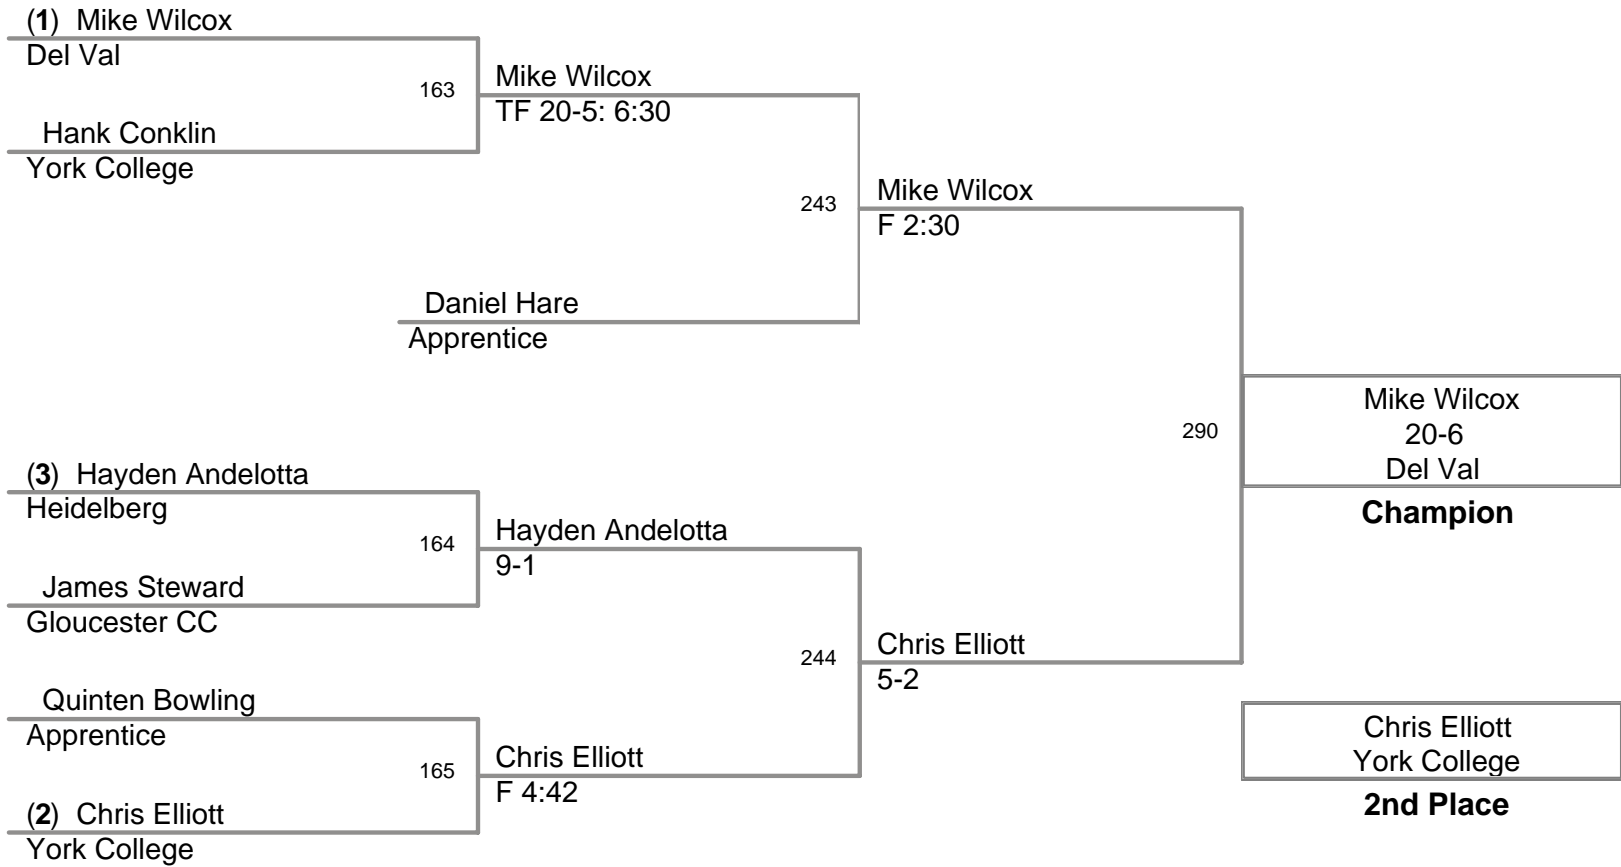 (1) Mike Wilcox
Del Val
163
Hank Conklin
York College
Mike Wilcox
TF 20-5: 6:30
243
Daniel Hare
Apprentice
Mike Wilcox
F 2:30
(3) Hayden Andelotta
Heidelberg
164
James Steward
Gloucester CC
Hayden Andelotta
9-1
244
Quinten Bowling
Apprentice
165
(2) Chris Elliott
York College
Chris Elliott
F 4:42
Chris Elliott
5-2
290
Mike Wilcox
20-6
Del Val
Champion
Chris Elliott
York College
2nd Place